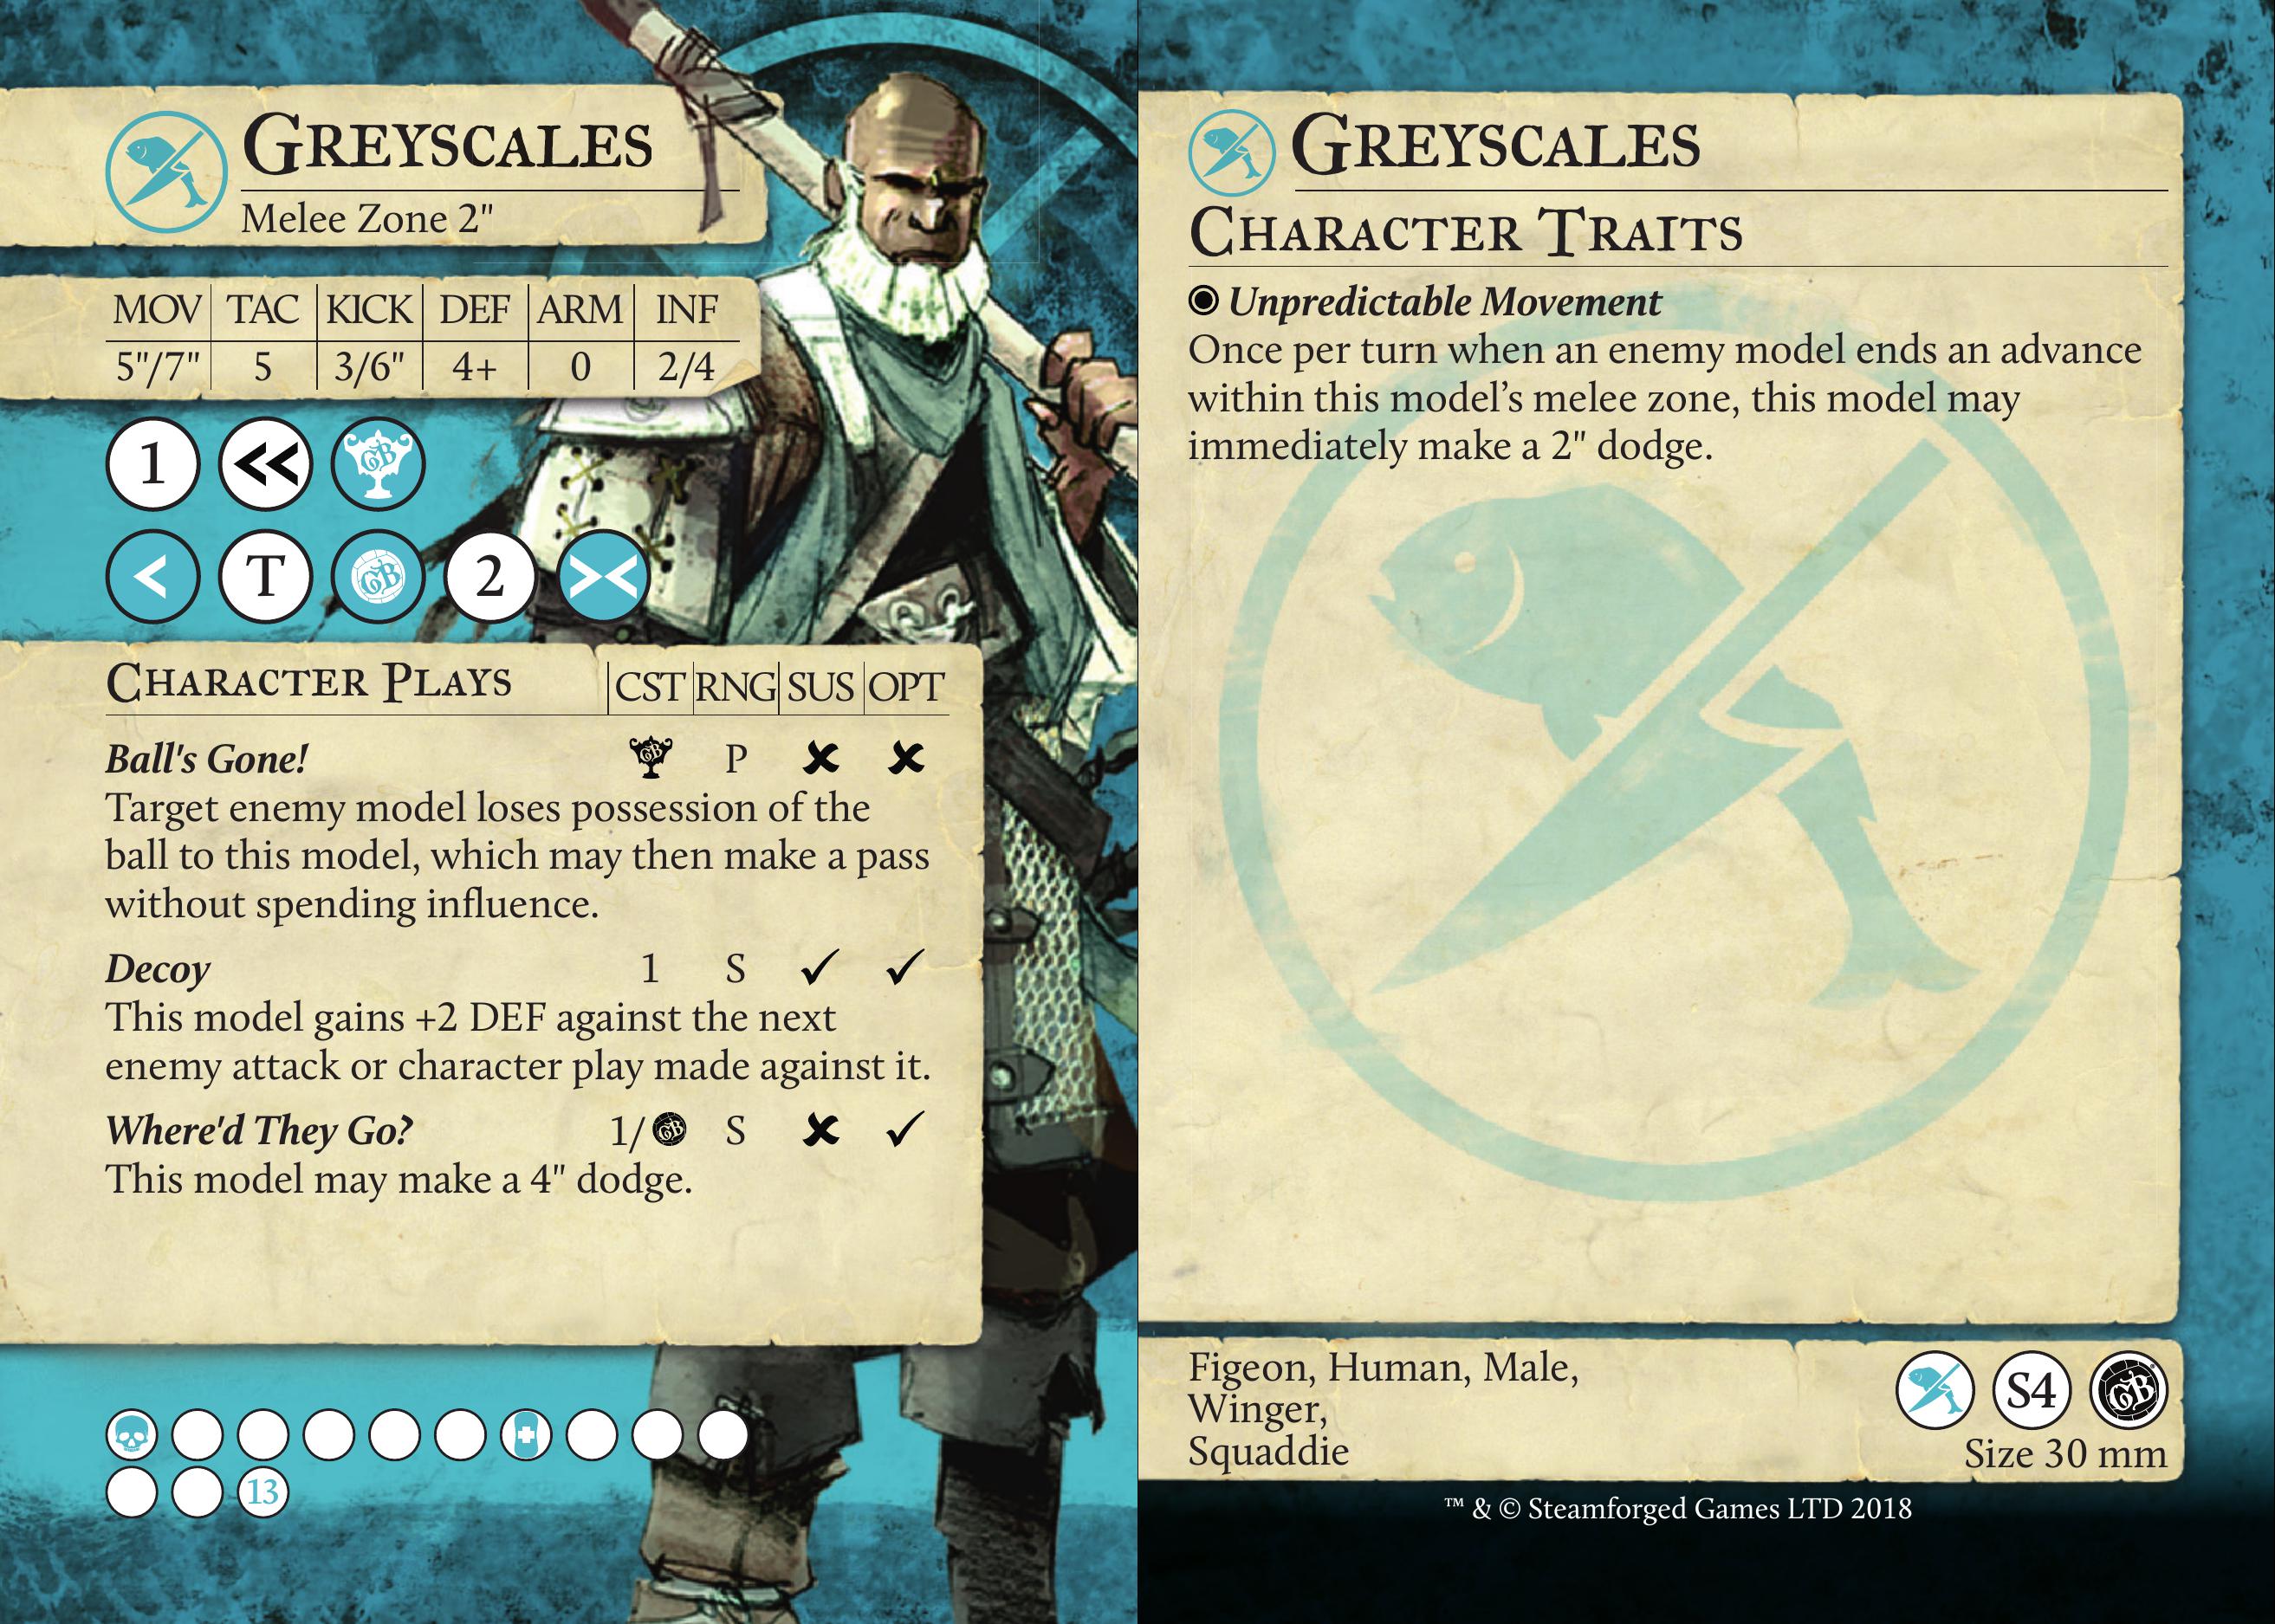 GREYSCALES
Melee Zone 2"
MOV TAC KICK DEF ARM INF
5"/7" 5 3/6" 4+ 0 2/4
1 << GB
< T GB 2 ><
CHARACTER PLAYS CST RNG SUS OPT
Ball's Gone! GB P ✘ ✘
Target enemy model loses possession of the
ball to this model, which may then make a pass
without spending influence.
Decoy 1 S ✓ ✓
This model gains +2 DEF against the next
enemy attack or character play made against it.
Where'd They Go? 1/GB S ✘ ✓
This model may make a 4" dodge.
13
GREYSCALES
CHARACTER TRAITS
Unpredictable Movement
Once per turn when an enemy model ends an advance
within this model's melee zone, this model may
immediately make a 2" dodge.
Figeon, Human, Male,
Winger,
Squaddie
S4 GB
Size 30 mm
™ & © Steamforged Games LTD 2018